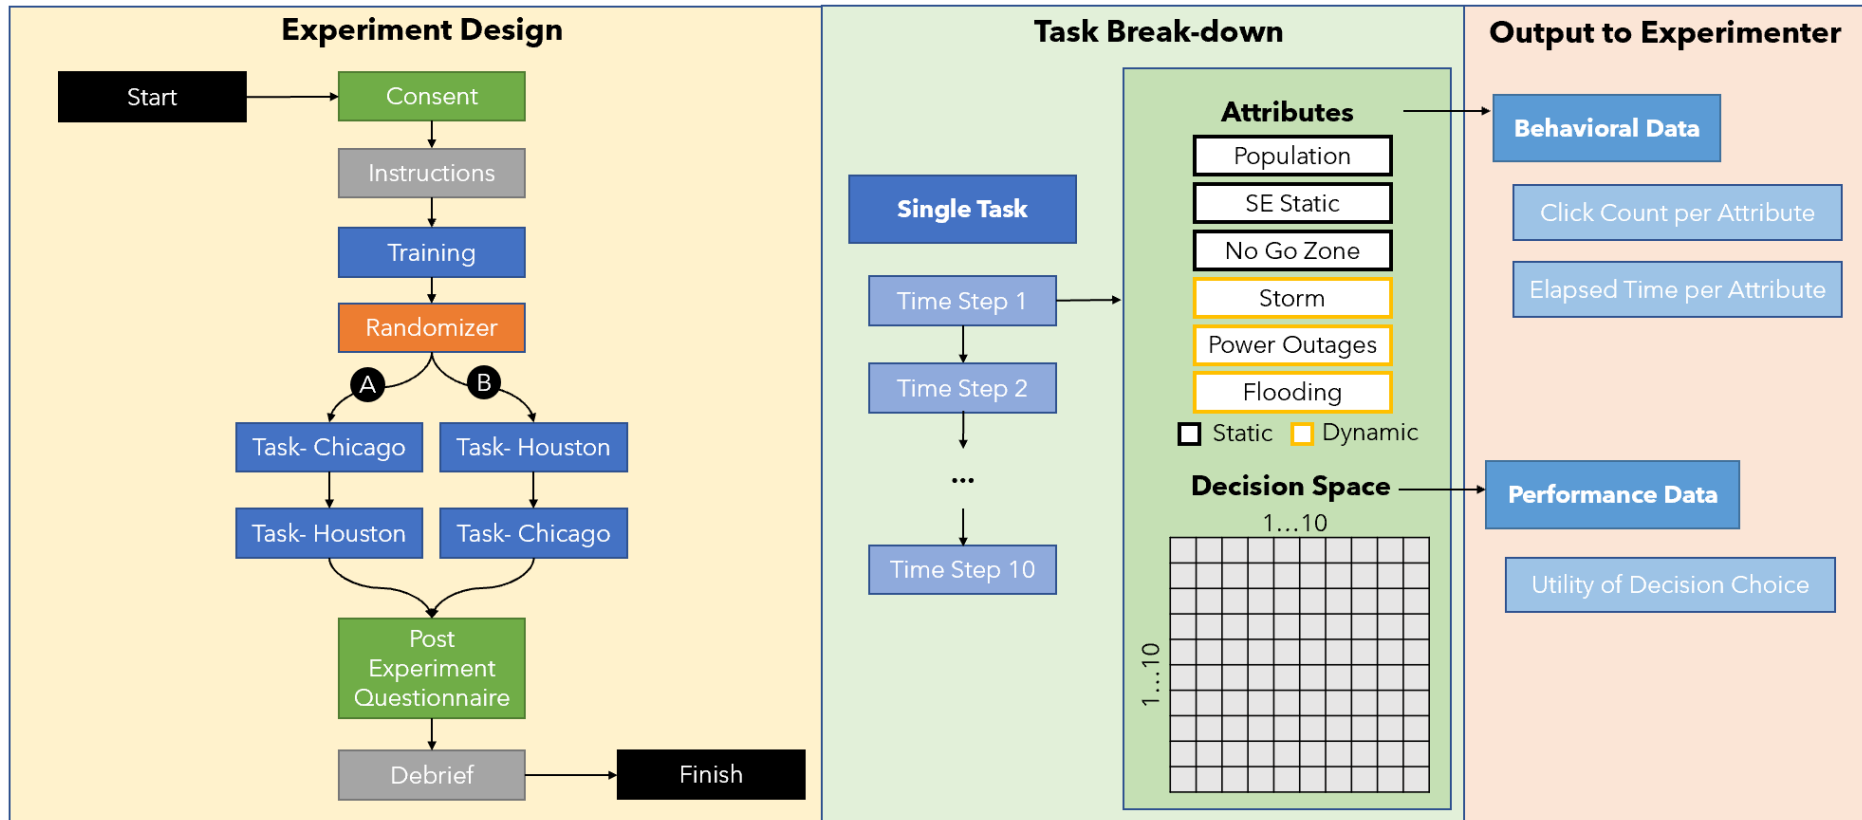 Experiment Design
Start
Consent
Instructions
Training
Randomizer
A
B
Task- Chicago
Task- Houston
Task- Houston
Task- Chicago
Post
Experiment
Questionnaire
Debrief
Finish
Task Break-down
Single Task
Time Step 1
Time Step 2
...
Time Step 10
Attributes
Population
SE Static
No Go Zone
Storm
Power Outages
Flooding
Static
Dynamic
Decision Space
1...10
1...10
Output to Experimenter
Behavioral Data
Click Count per Attribute
Elapsed Time per Attribute
Performance Data
Utility of Decision Choice